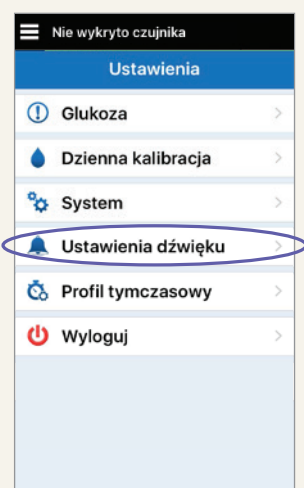 Nie wykryto czujnika
Ustawienia
Glukoza
Dzienna kalibracja
System
Ustawienia dźwięku
Profil tymczasowy
Wyloguj